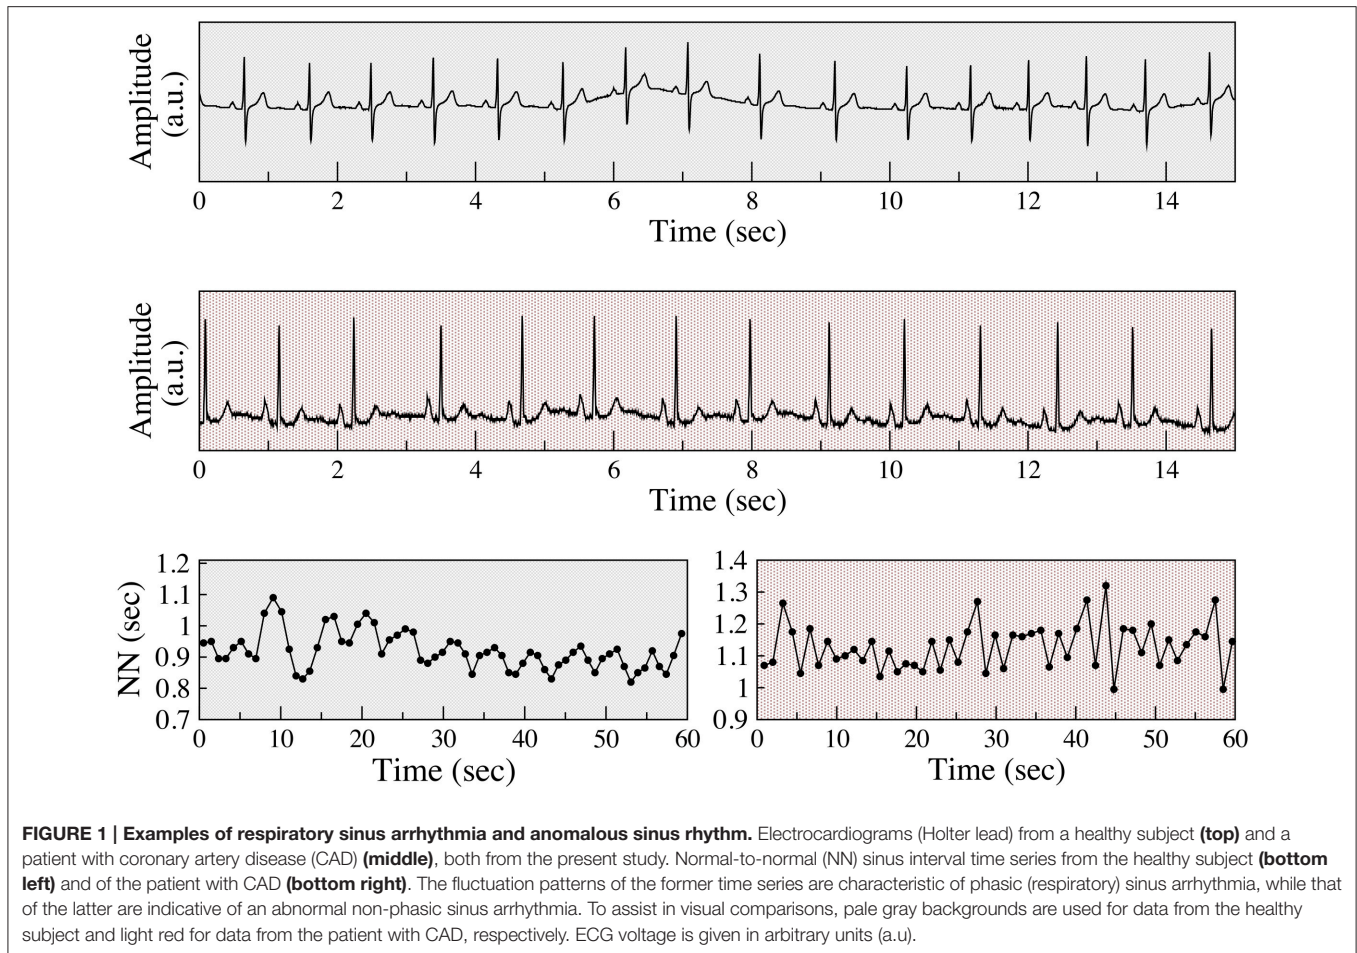 Amplitude
(a.u.)
0 2 4 6 8 10 12 14
Time (sec)
Amplitude
(a.u.)
0 2 4 6 8 10 12 14
Time (sec)
NN (sec)
1.2
1.1
1
0.9
0.8
0.7
0 10 20 30 40 50 60
Time (sec)
1.4
1.3
1.2
1.1
1
0.9
0 10 20 30 40 50 60
Time (sec)
FIGURE 1 | Examples of respiratory sinus arrhythmia and anomalous sinus rhythm. Electrocardiograms (Holter lead) from a healthy subject (top) and a
patient with coronary artery disease (CAD) (middle), both from the present study. Normal-to-normal (NN) sinus interval time series from the healthy subject (bottom
left) and of the patient with CAD (bottom right). The fluctuation patterns of the former time series are characteristic of phasic (respiratory) sinus arrhythmia, while that
of the latter are indicative of an abnormal non-phasic sinus arrhythmia. To assist in visual comparisons, pale gray backgrounds are used for data from the healthy
subject and light red for data from the patient with CAD, respectively. ECG voltage is given in arbitrary units (a.u).